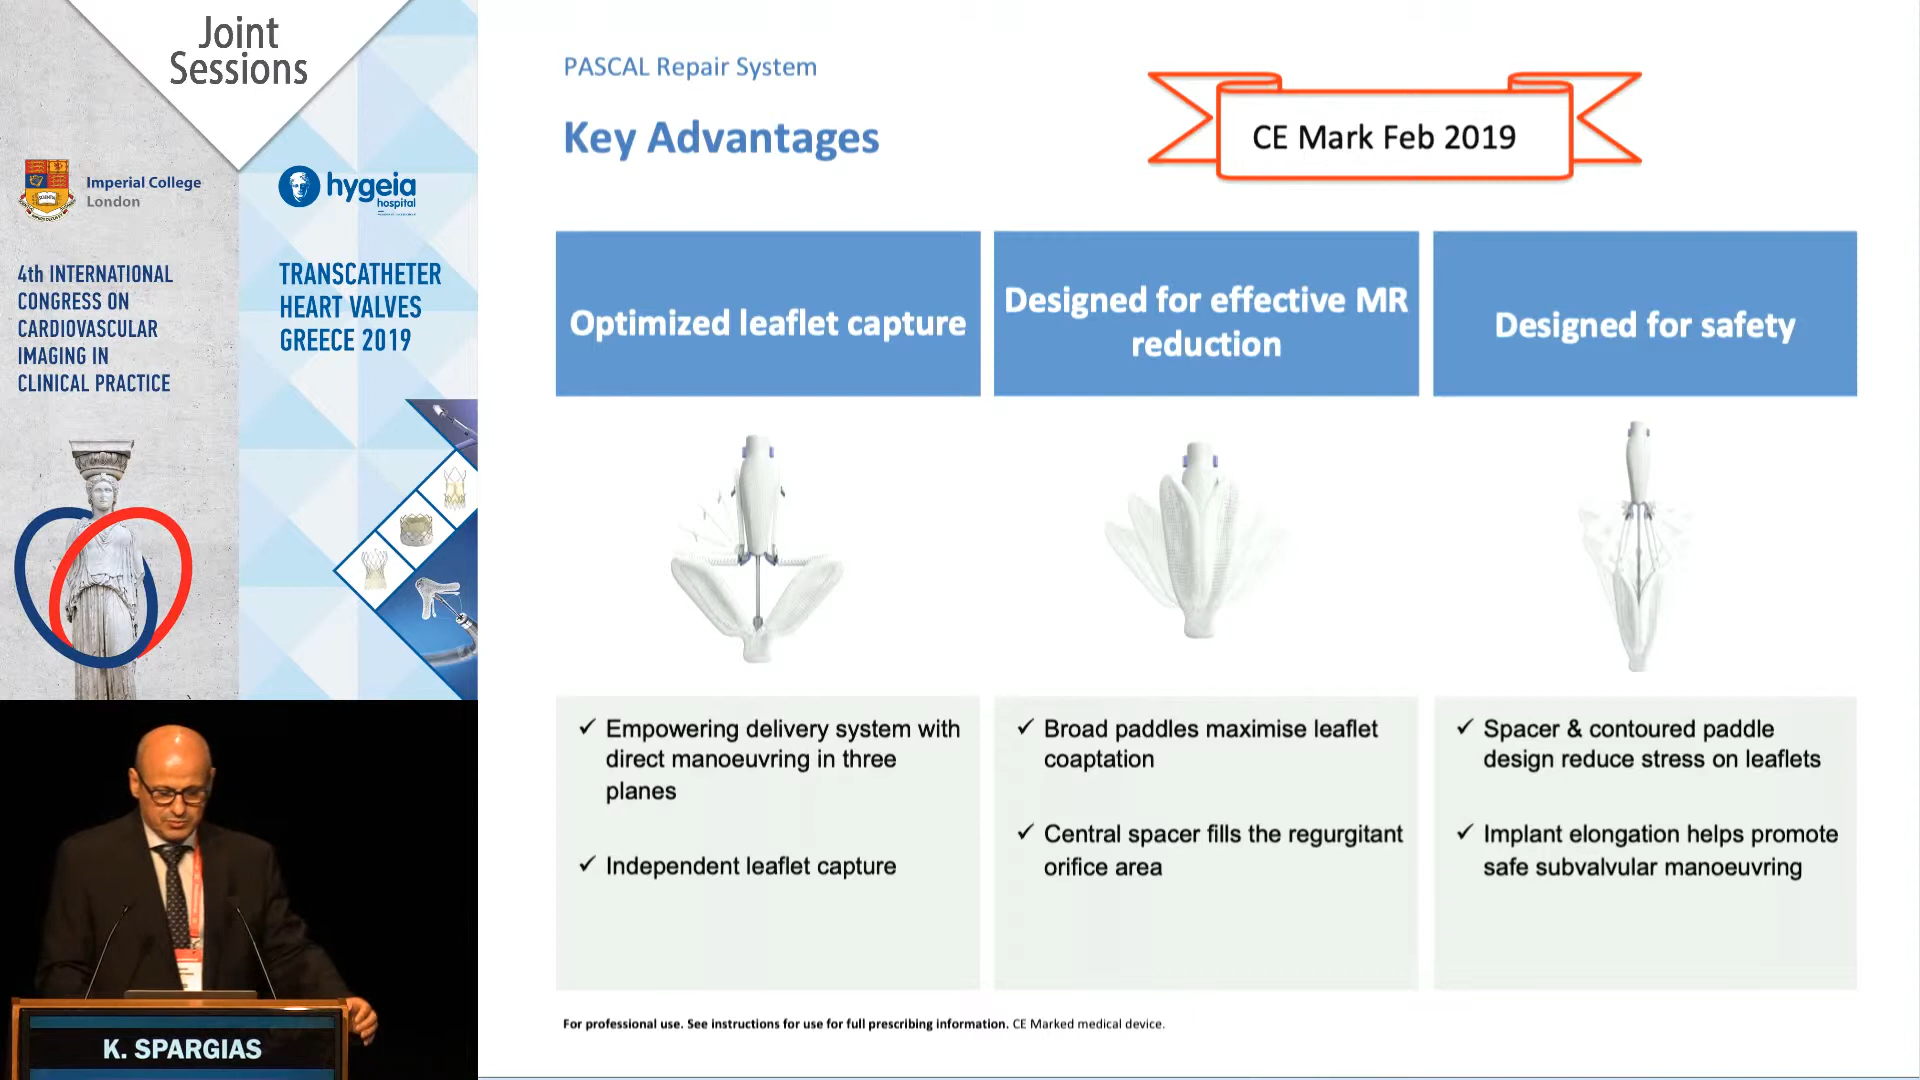 Joint
Sessions
Imperial College
London
hygeia
hospital
4th INTERNATIONAL
CONGRESS ON
CARDIOVASCULAR
IMAGING IN
CLINICAL PRACTICE
TRANSCATHETER
HEART VALVES
GREECE 2019
K. SPARGIAS
PASCAL Repair System
Key Advantages
CE Mark Feb 2019
Optimized leaflet capture
Designed for effective MR
reduction
Designed for safety
✓ Empowering delivery system with
direct manoeuvring in three
planes
✓ Independent leaflet capture
✓ Broad paddles maximise leaflet
coaptation
✓ Central spacer fills the regurgitant
orifice area
✓ Spacer & contoured paddle
design reduce stress on leaflets
✓ Implant elongation helps promote
safe subvalvular manoeuvring
For professional use. See instructions for use for full prescribing information. CE Marked medical device.